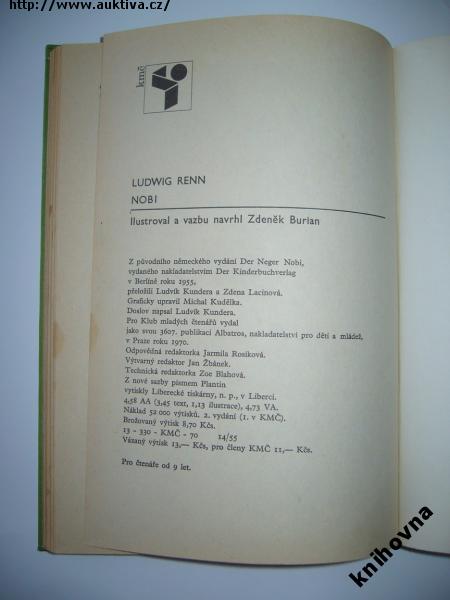 http://www.auktiva.cz/
kmč
LUDWIG RENN
NOBI
Ilustroval a vazbu navrhl Zdeněk Burian
Z původního německého vydání Der Neger Nobi,
vydaného nakladatelstvím Der Kinderbuchverlag
v Berlíně roku 1955,
přeložili Ludvík Kundera a Zdena Lacinová.
Graficky upravil Michal Kudělka.
Doslov napsal Ludvík Kundera.
Pro Klub mladých čtenářů vydal
jako svou 3607. publikaci Albatros, nakladatelství pro děti a mládež,
v Praze roku 1970.
Odpovědná redaktorka Jarmila Rosíková.
Výtvarný redaktor Jan Žbánek.
Technická redaktorka Zoe Blahová.
Z nové sazby písmem Plantin
vytiskly Liberecké tiskárny, n. p., v Liberci.
4,58 AA (3,45 text, 1,13 ilustrace), 4,73 VA.
Náklad 52 000 výtisků. 2. vydání (1. v KMČ).
Brožovaný výtisk 8,70 Kčs.
13 - 330 - KMČ - 70 14/55
Vázaný výtisk 13,— Kčs, pro členy KMČ 11,— Kčs.
Pro čtenáře od 9 let.
knihovna